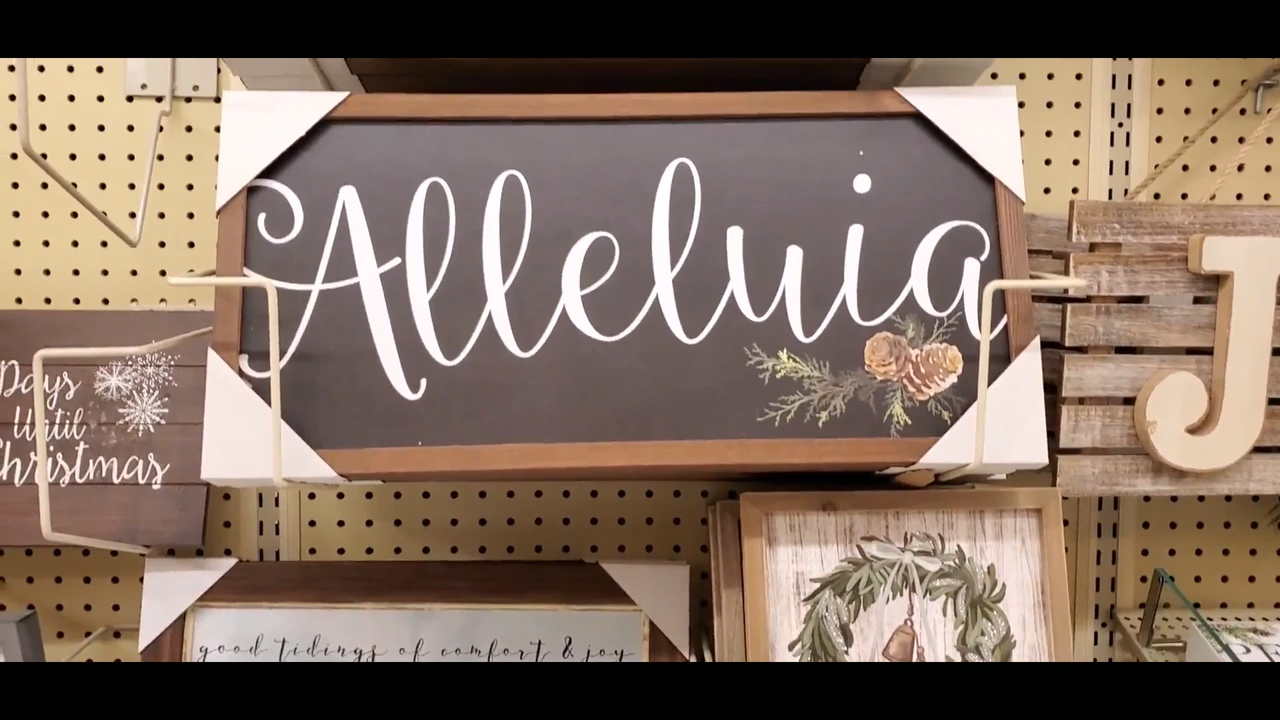 Alleluia
Days
Until
Christmas
J
good tidings of comfort & joy